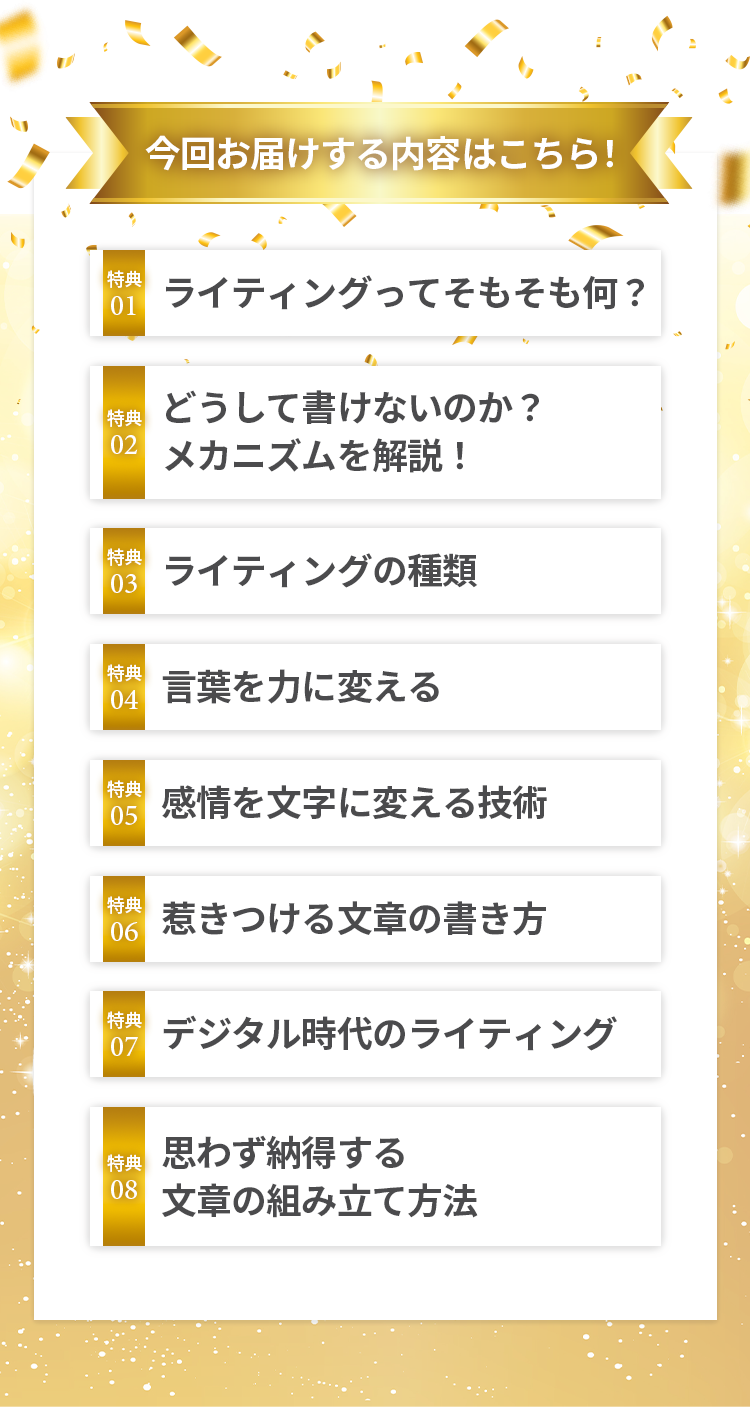 今回お届けする内容はこちら！
特典
01
ライティングってそもそも何？
特典
02
どうして書けないのか？
メカニズムを解説！
特典
03
ライティングの種類
特典
04
言葉を力に変える
特典
05
感情を文字に変える技術
特典
06
惹きつける文章の書き方
特典
07
デジタル時代のライティング
特典
08
思わず納得する
文章の組み立て方法